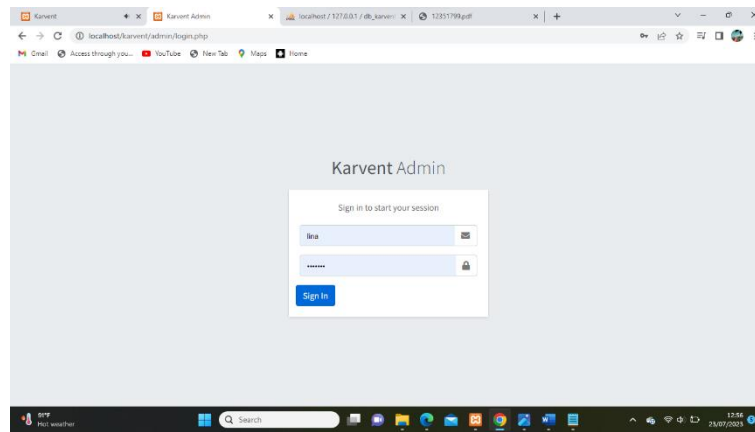 Karvent
Karvent Admin
localhost / 127.0.0.1 / db_karvent
12351799.pdf
localhost/karvent/admin/login.php
Gmail
Access through you...
YouTube
New Tab
Maps
Home
Karvent Admin
Sign in to start your session
lina
Sign In
Hot weather
Search
12:56
23/07/2023